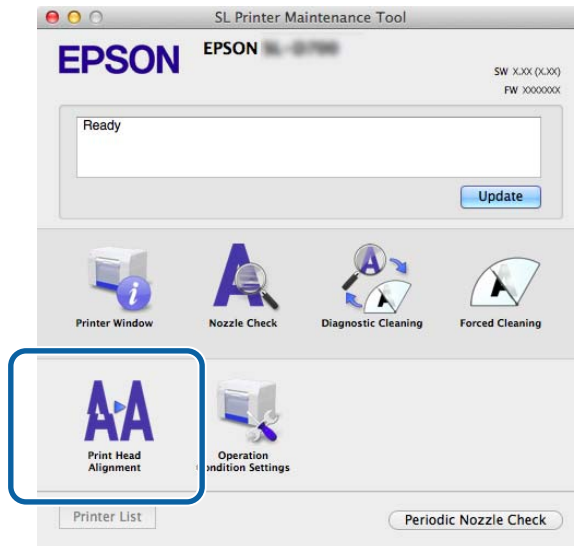 SL Printer Maintenance Tool
EPSON
EPSON
SW X.XX (X.XX)
FW XXXXXXX
Ready
Update
Printer Window
Nozzle Check
Diagnostic Cleaning
Forced Cleaning
Print Head
Alignment
Operation
Condition Settings
Printer List
Periodic Nozzle Check